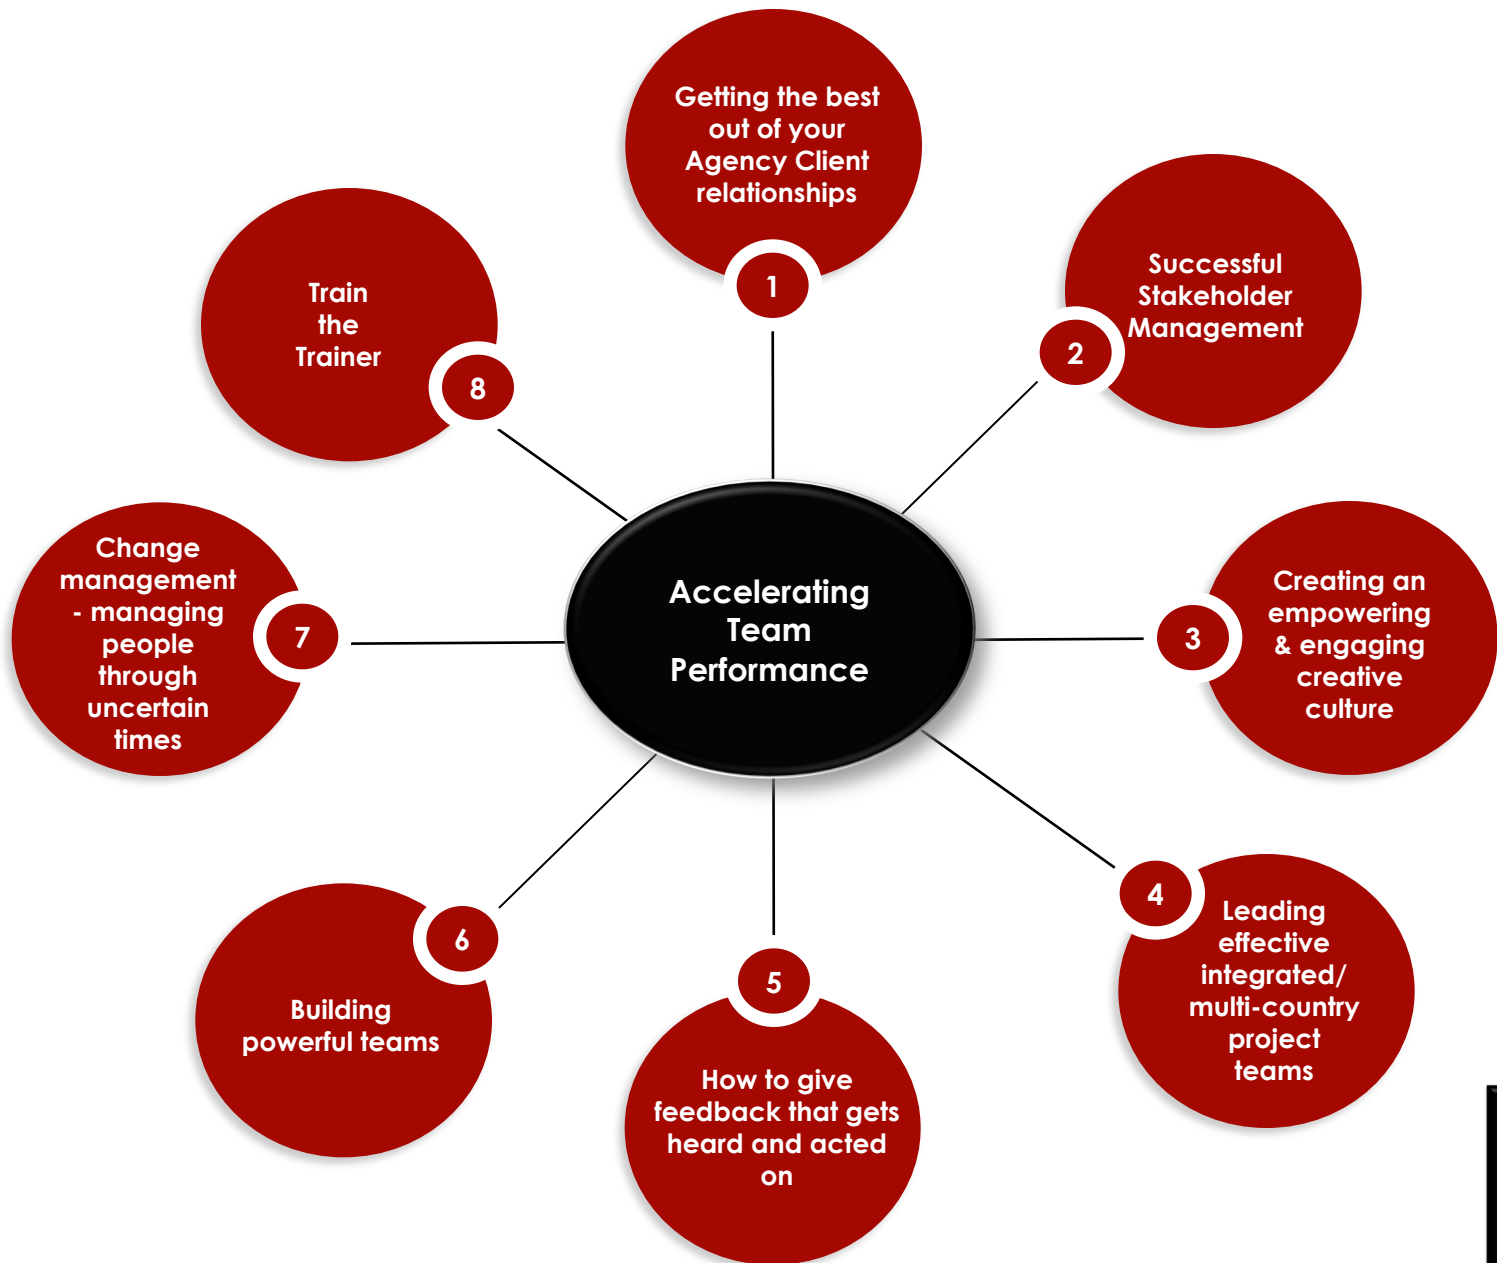 Getting the best
out of your
Agency Client
relationships
1
Successful
Stakeholder
Management
2
Creating an
empowering
& engaging
creative
culture
3
Leading
effective
integrated/
multi-country
project
teams
4
How to give
feedback that gets
heard and acted
on
5
Building
powerful teams
6
Change
management
- managing
people
through
uncertain
times
7
Train
the
Trainer
8
Accelerating
Team
Performance